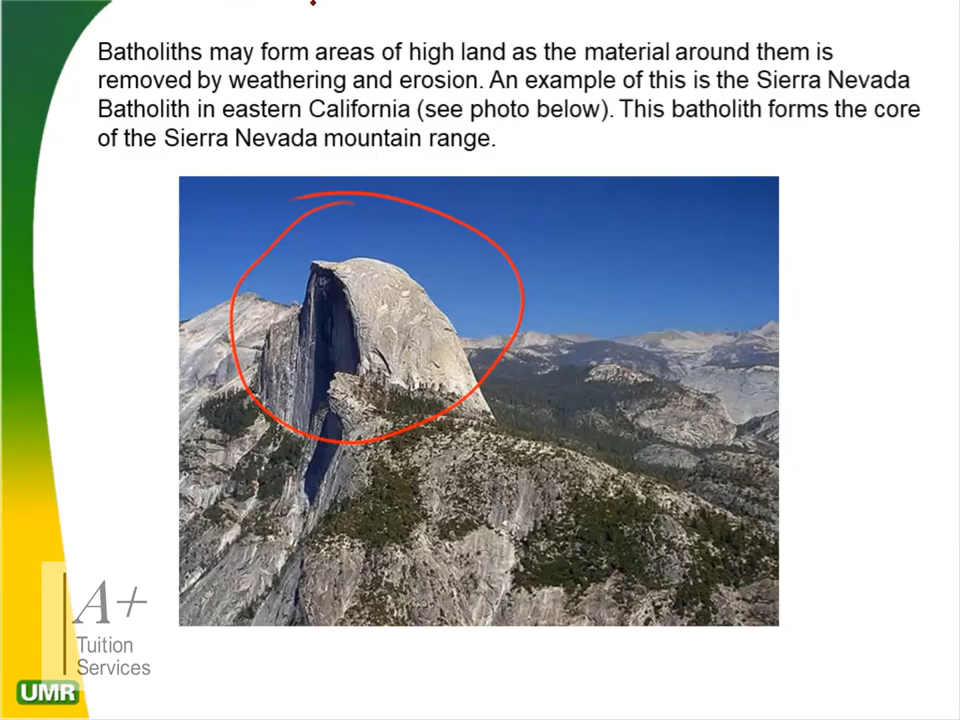 Batholiths may form areas of high land as the material around them is
removed by weathering and erosion. An example of this is the Sierra Nevada
Batholith in eastern California (see photo below). This batholith forms the core
of the Sierra Nevada mountain range.
A+
Tuition
Services
UMR